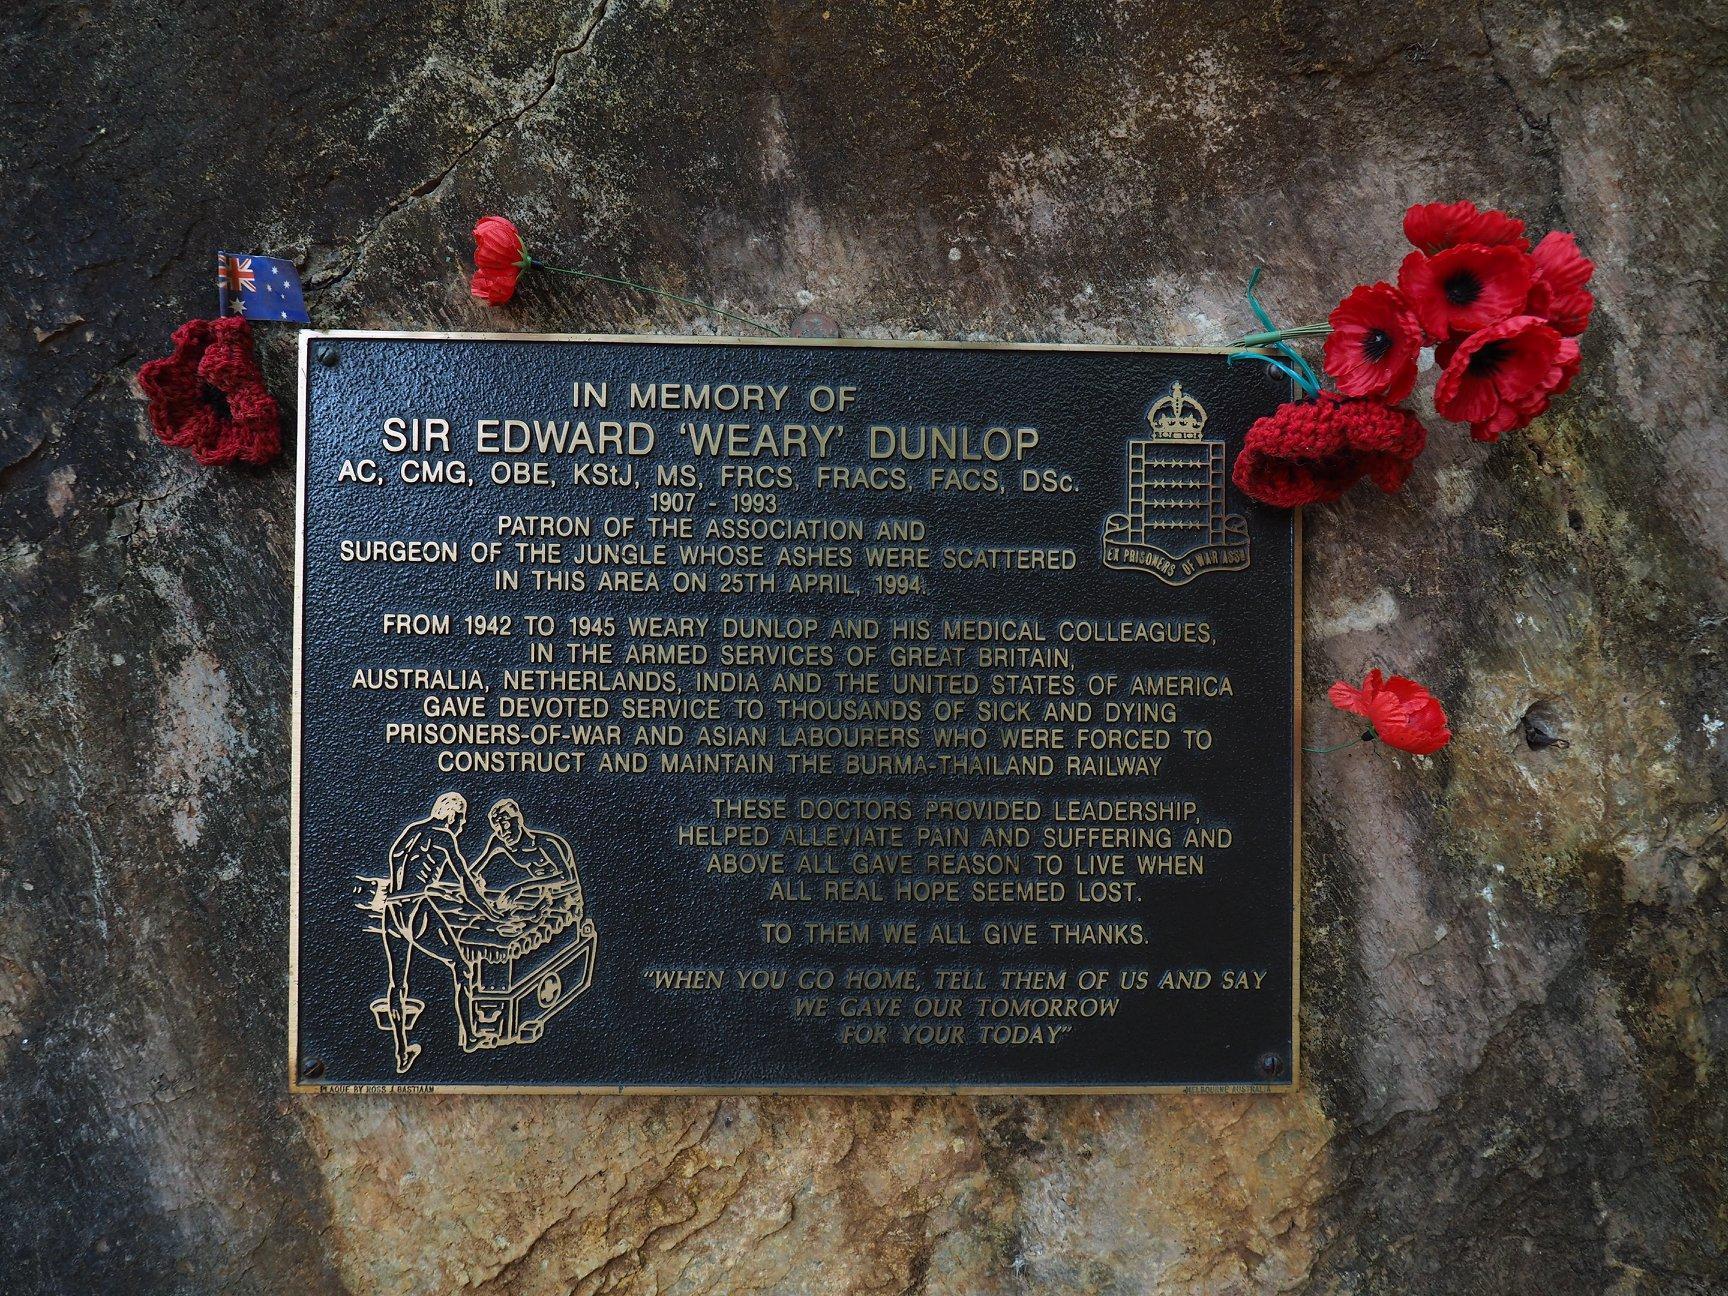 IN MEMORY OF
SIR EDWARD ‘WEARY’ DUNLOP
AC, CMG, OBE, KStJ, MS, FRCS, FRACS, FACS, DSc.
1907 - 1993
PATRON OF THE ASSOCIATION AND
SURGEON OF THE JUNGLE WHOSE ASHES WERE SCATTERED
IN THIS AREA ON 25TH APRIL, 1994.
EX PRISONERS OF WAR ASSN
FROM 1942 TO 1945 WEARY DUNLOP AND HIS MEDICAL COLLEAGUES,
IN THE ARMED SERVICES OF GREAT BRITAIN,
AUSTRALIA, NETHERLANDS, INDIA AND THE UNITED STATES OF AMERICA
GAVE DEVOTED SERVICE TO THOUSANDS OF SICK AND DYING
PRISONERS-OF-WAR AND ASIAN LABOURERS WHO WERE FORCED TO
CONSTRUCT AND MAINTAIN THE BURMA-THAILAND RAILWAY
THESE DOCTORS PROVIDED LEADERSHIP,
HELPED ALLEVIATE PAIN AND SUFFERING AND
ABOVE ALL GAVE REASON TO LIVE WHEN
ALL REAL HOPE SEEMED LOST.
TO THEM WE ALL GIVE THANKS.
“WHEN YOU GO HOME, TELL THEM OF US AND SAY
WE GAVE OUR TOMORROW
FOR YOUR TODAY”
PLAQUE BY ROSS J. BASTIAAN
MELBOURNE AUSTRALIA